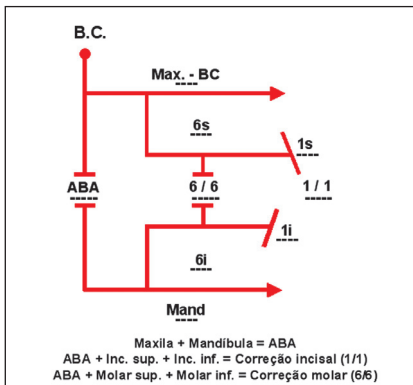 B.C.
Max. - BC
6s
1s
ABA
6 / 6
1 / 1
1i
6i
Mand
Maxila + Mandíbula = ABA
ABA + Inc. sup. + Inc. inf. = Correção incisal (1/1)
ABA + Molar sup. + Molar inf. = Correção molar (6/6)